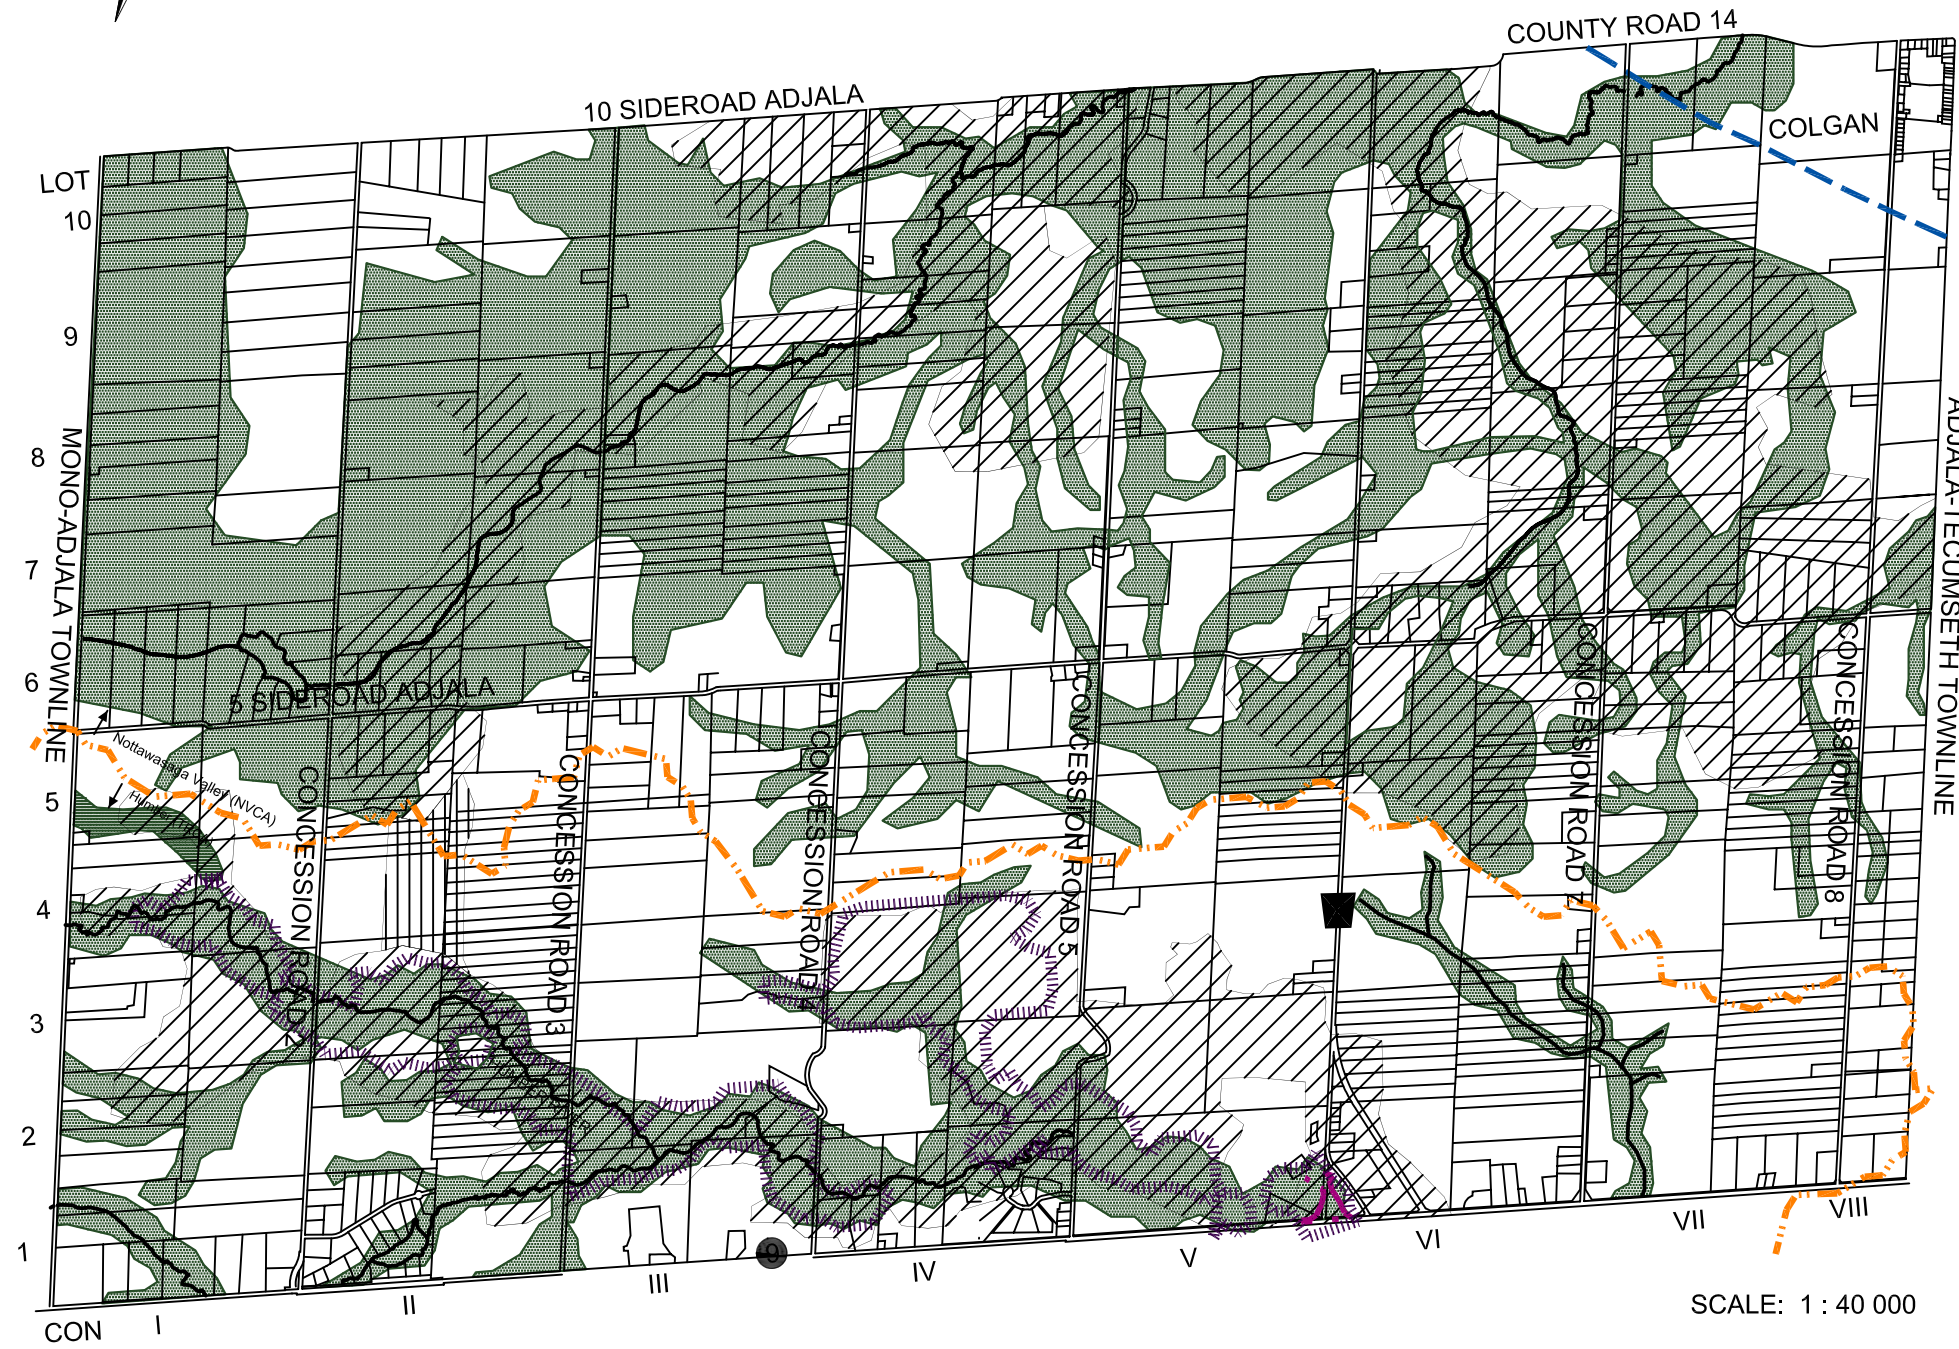 COUNTY ROAD 14
10 SIDEROAD ADJALA
COLGAN
LOT
10
9
8
7
6
5
4
3
2
1
MONO-ADJALA TOWNLINE
ADJALA-TECUMSETH TOWNLINE
5 SIDEROAD ADJALA
Nottawasaga Valley (NVCA)
CONCESSION ROAD 2
CONCESSION ROAD 3
CONCESSION ROAD
CONCESSION ROAD 5
CONCESSION ROAD 7
CONCESSION ROAD 8
9
CON
I
II
III
IV
V
VI
VII
VIII
SCALE: 1 : 40 000